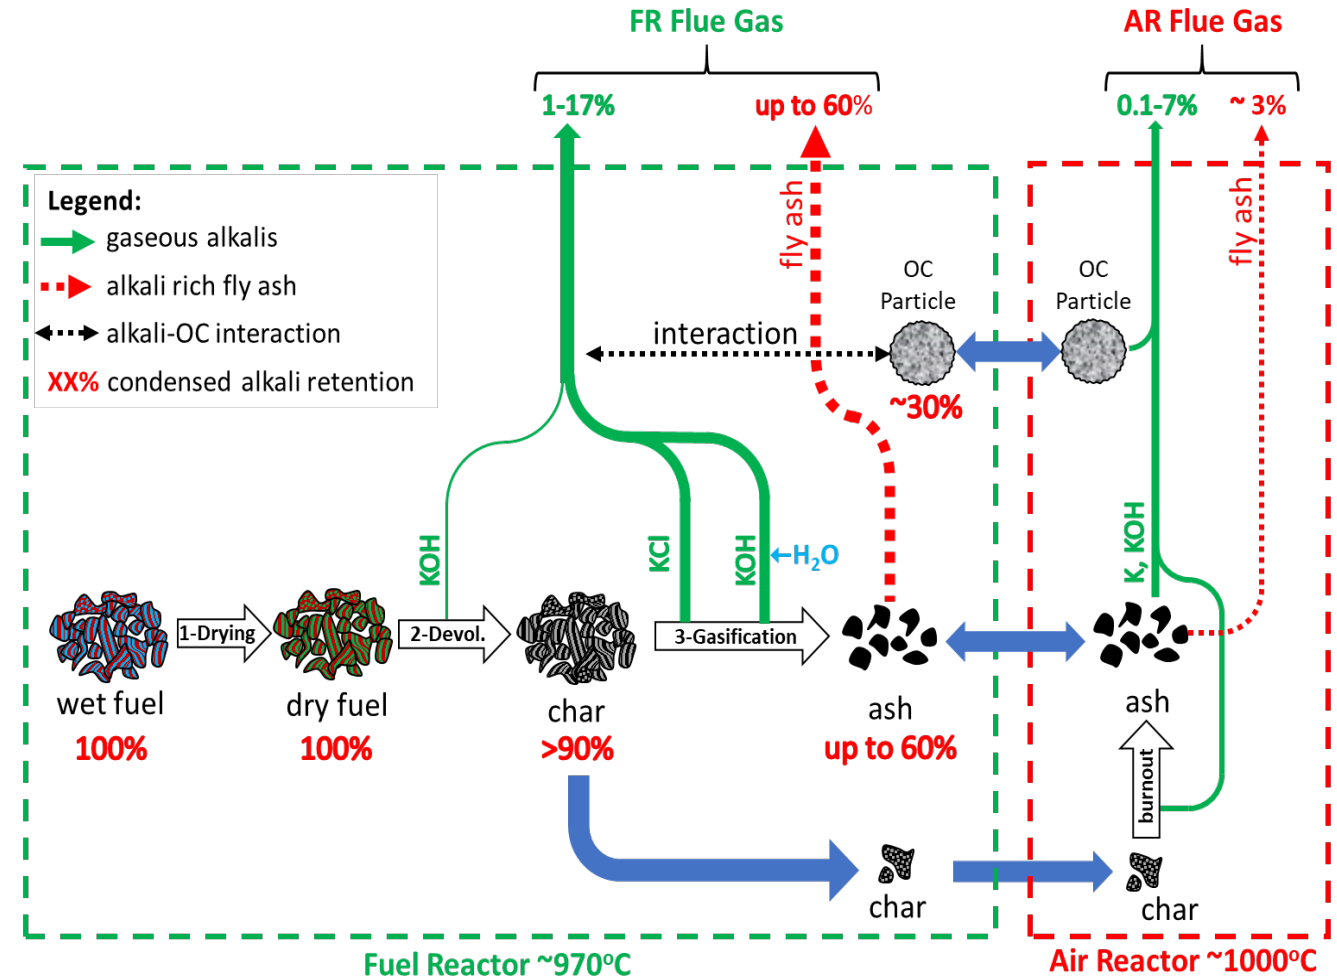 FR Flue Gas
AR Flue Gas
1-17%
up to 60%
0.1-7%
~ 3%
Legend:
gaseous alkalis
alkali rich fly ash
alkali-OC interaction
XX% condensed alkali retention
fly ash
fly ash
OC
Particle
OC
Particle
interaction
~30%
KOH
KCl
KOH
H₂O
K, KOH
1-Drying
2-Devol.
3-Gasification
wet fuel
100%
dry fuel
100%
char
>90%
ash
up to 60%
ash
burnout
char
char
Fuel Reactor ~970°C
Air Reactor ~1000°C